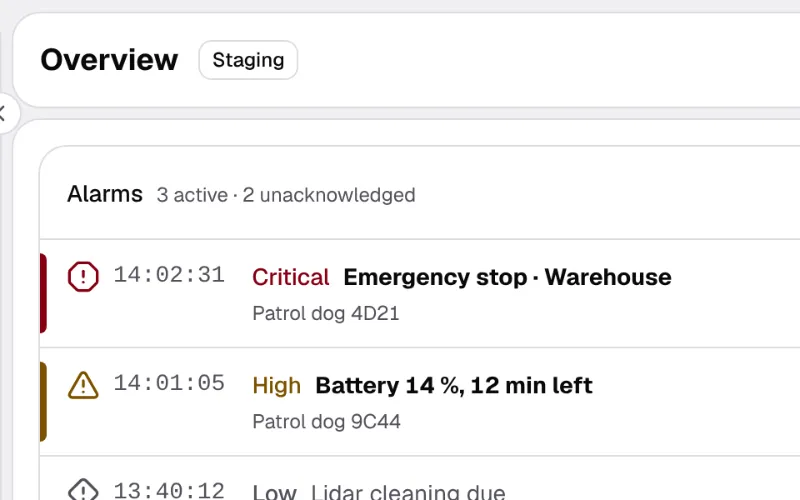 Overview Staging
Alarms 3 active · 2 unacknowledged
14:02:31 Critical Emergency stop · Warehouse
Patrol dog 4D21
14:01:05 High Battery 14 %, 12 min left
Patrol dog 9C44
13:40:12 Low Lidar cleaning due